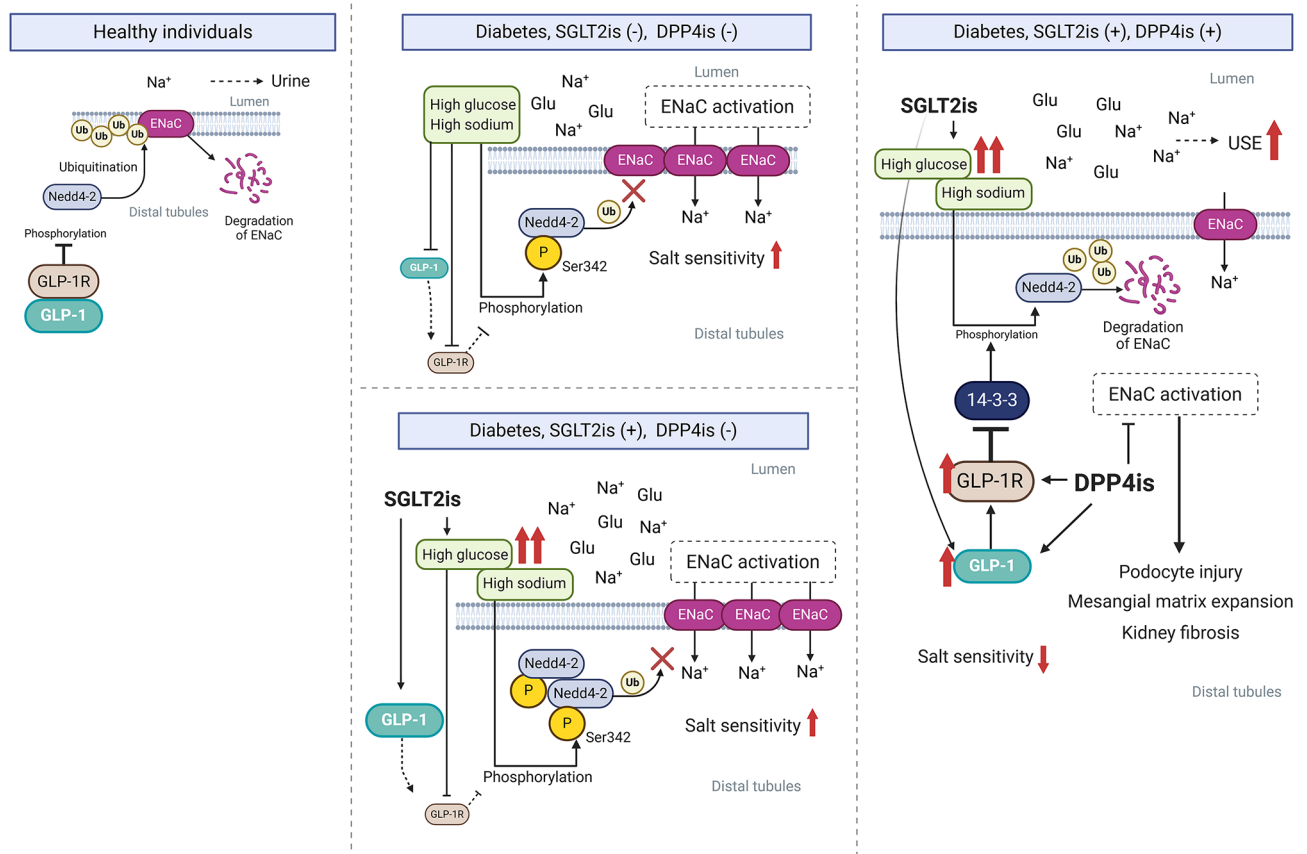 Healthy individuals
Na⁺
Urine
Lumen
Ub
Ub
Ub
Ub
ENaC
Ubiquitination
Nedd4-2
Distal tubules
Degradation
of ENaC
Phosphorylation
GLP-1R
GLP-1
Diabetes, SGLT2is (-), DPP4is (-)
Lumen
High glucose
High sodium
Na⁺
Glu
Glu
Na⁺
ENaC activation
ENaC
ENaC
ENaC
Nedd4-2
Ub
Na⁺
Na⁺
P
Ser342
Salt sensitivity
GLP-1
Phosphorylation
GLP-1R
Distal tubules
Diabetes, SGLT2is (+), DPP4is (-)
Lumen
SGLT2is
Na⁺
Glu
Na⁺
Glu
Na⁺
High glucose
Glu
Glu
Na⁺
High sodium
ENaC activation
ENaC
ENaC
ENaC
Nedd4-2
P
Nedd4-2
Ub
Na⁺
Na⁺
Na⁺
P
Ser342
GLP-1
Salt sensitivity
Phosphorylation
GLP-1R
Distal tubules
Diabetes, SGLT2is (+), DPP4is (+)
Lumen
SGLT2is
Glu
Glu
Na⁺
Glu
Na⁺
USE
High glucose
Na⁺
Na⁺
Glu
High sodium
ENaC
Ub
Ub
Ub
Nedd4-2
Na⁺
Phosphorylation
Degradation
of ENaC
14-3-3
ENaC activation
GLP-1R
DPP4is
GLP-1
Podocyte injury
Mesangial matrix expansion
Kidney fibrosis
Salt sensitivity
Distal tubules